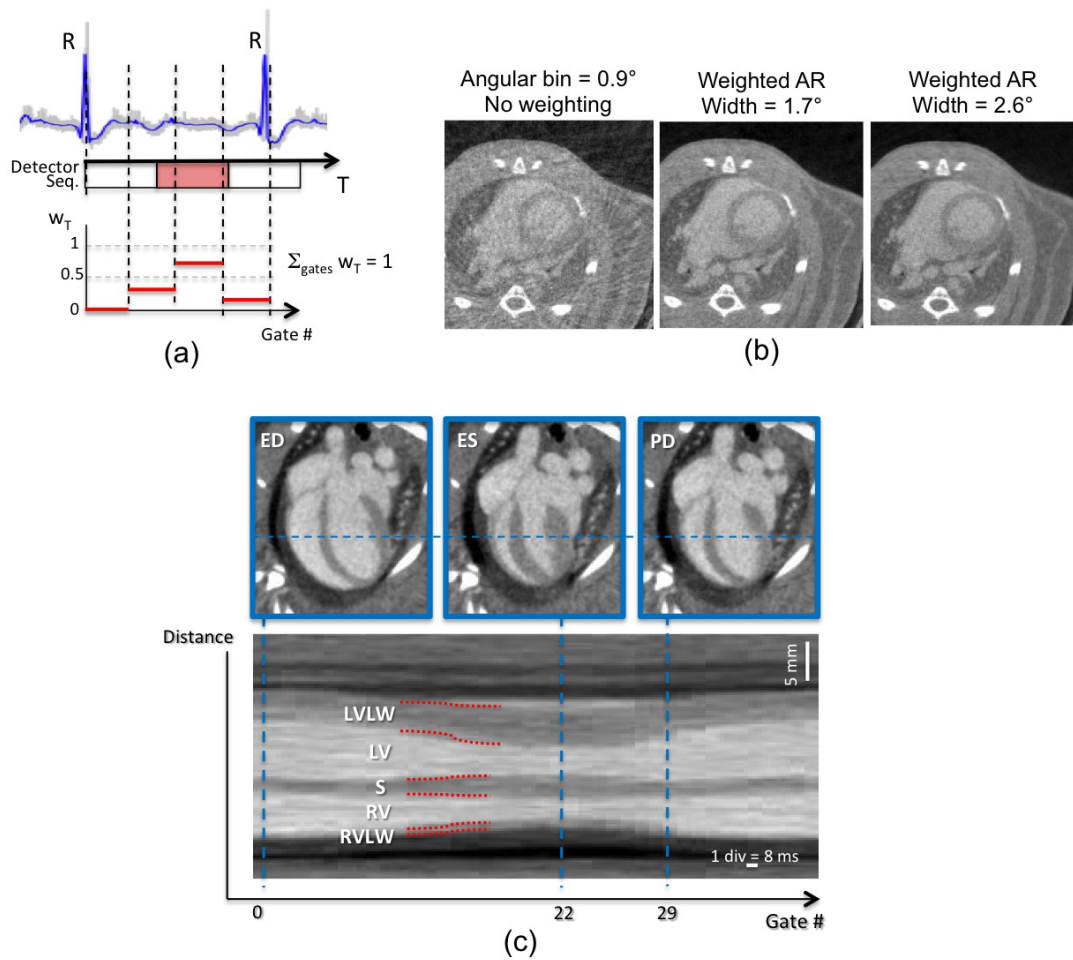 R R
Detector
Seq.
T
w_T
1
0.5
0
Σ_gates w_T = 1
Gate #
(a)
Angular bin = 0.9°
No weighting
Weighted AR
Width = 1.7°
Weighted AR
Width = 2.6°
(b)
ED ES PD
Distance
5 mm
LVLW
LV
S
RV
RVLW
1 div = 8 ms
0 22 29
Gate #
(c)